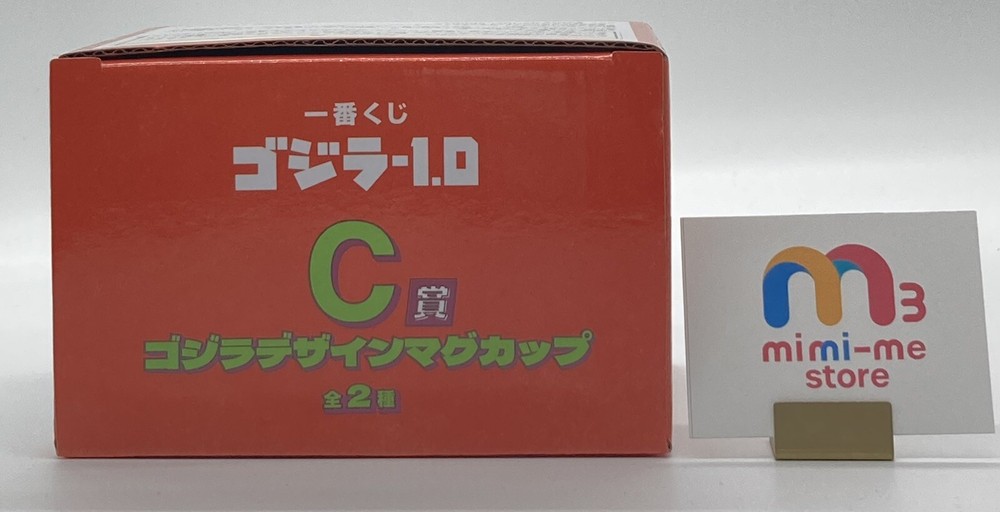 一番くじ
ゴジラ-1.0
C賞
ゴジラデザインマグカップ
全2種
m3
mimi-me
store